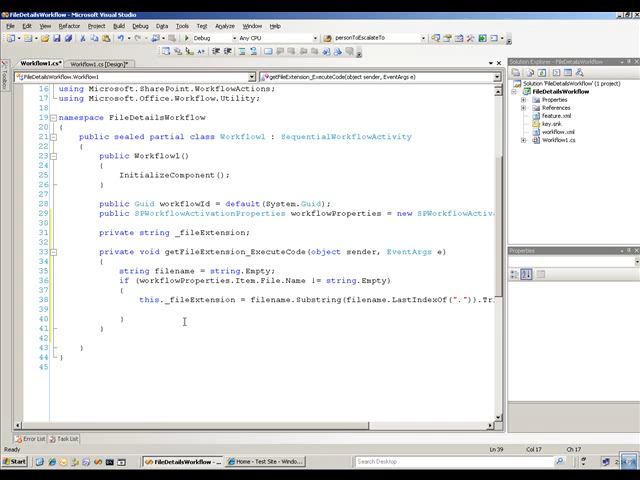 FileDetailsWorkflow - Microsoft Visual Studio
File Edit View Refactor Project Build Debug Data Tools Test Analyze Window Help
Debug Any CPU personToEscalateTo
Workflow1.cs* Workflow1.cs [Design]*
FileDetailsWorkflow.Workflow1 getFileExtension_ExecuteCode(object sender, EventArgs e)
16 using Microsoft.SharePoint.WorkflowActions;
17 using Microsoft.Office.Workflow.Utility;
18
19 namespace FileDetailsWorkflow
20 {
21 public sealed partial class Workflow1 : SequentialWorkflowActivity
22 {
23 public Workflow1()
24 {
25 InitializeComponent();
26 }
27
28 public Guid workflowId = default(System.Guid);
29 public SPWorkflowActivationProperties workflowProperties = new SPWorkflowActiva
30
31 private string _fileExtension;
32
33 private void getFileExtension_ExecuteCode(object sender, EventArgs e)
34 {
35 string filename = string.Empty;
36 if (workflowProperties.Item.File.Name != string.Empty)
37 {
38 this._fileExtension = filename.Substring(filename.LastIndexOf(".")).Tr
39
40 }
41 }
42
43 }
44 }
45
Toolbox
Solution Explorer - FileDetailsWorkflow
Solution 'FileDetailsWorkflow' (1 project)
FileDetailsWorkflow
Properties
References
feature.xml
key.snk
workflow.xml
Workflow1.cs
Properties
Error List Task List
Ready Ln 39 Col 17 Ch 17
Start FileDetailsWorkflow - ... Home - Test Site - Windo... Search Desktop